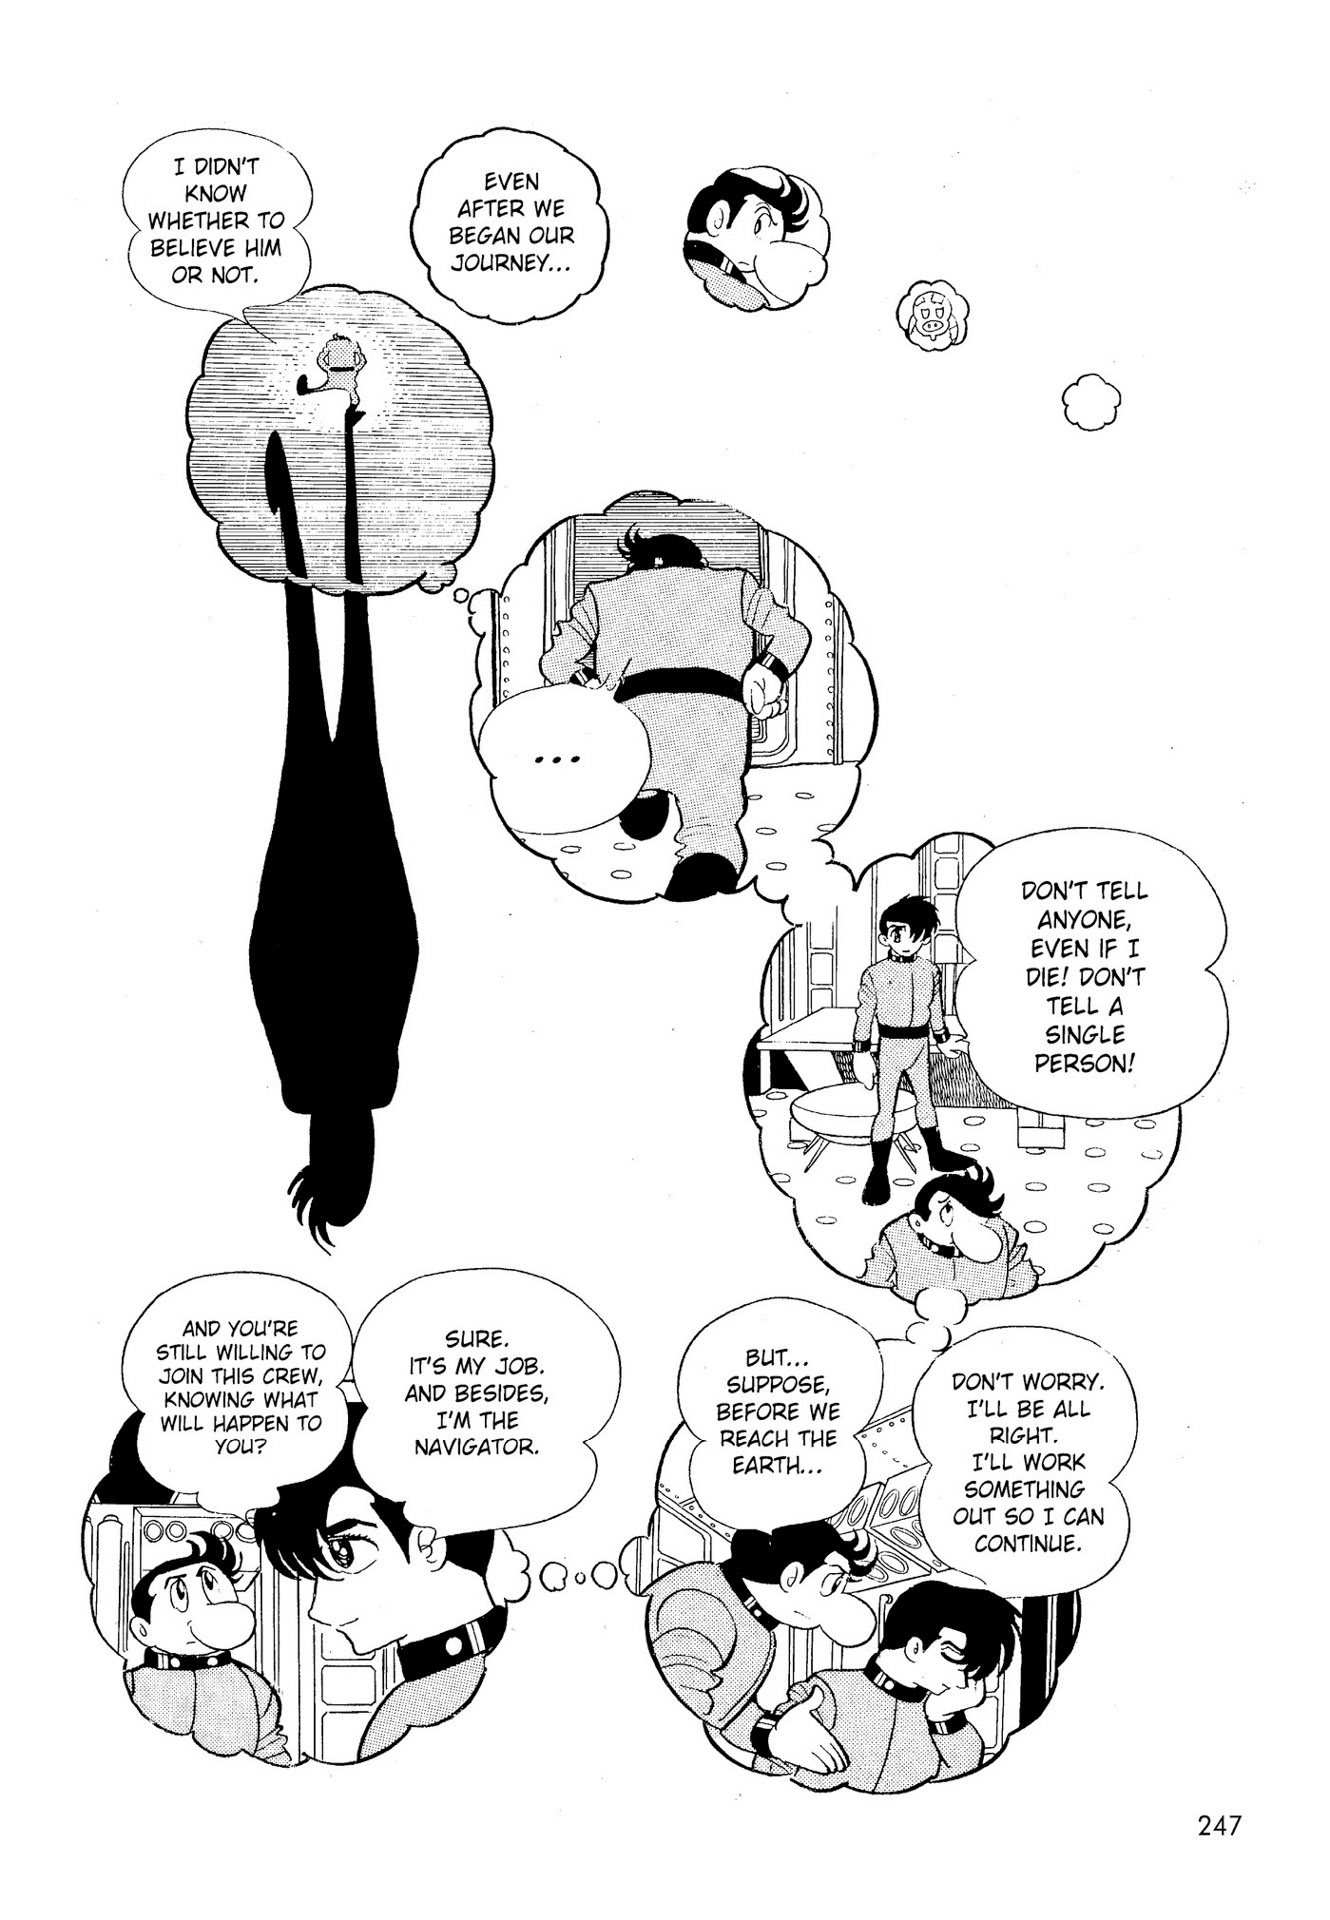 I DIDN'T
KNOW
WHETHER TO
BELIEVE HIM
OR NOT.
EVEN
AFTER WE
BEGAN OUR
JOURNEY...
...
DON'T TELL
ANYONE,
EVEN IF I
DIE! DON'T
TELL A
SINGLE
PERSON!
AND YOU'RE
STILL WILLING TO
JOIN THIS CREW,
KNOWING WHAT
WILL HAPPEN TO
YOU?
SURE.
IT'S MY JOB.
AND BESIDES,
I'M THE
NAVIGATOR.
BUT...
SUPPOSE,
BEFORE WE
REACH THE
EARTH...
DON'T WORRY.
I'LL BE ALL
RIGHT.
I'LL WORK
SOMETHING
OUT SO I CAN
CONTINUE.
247